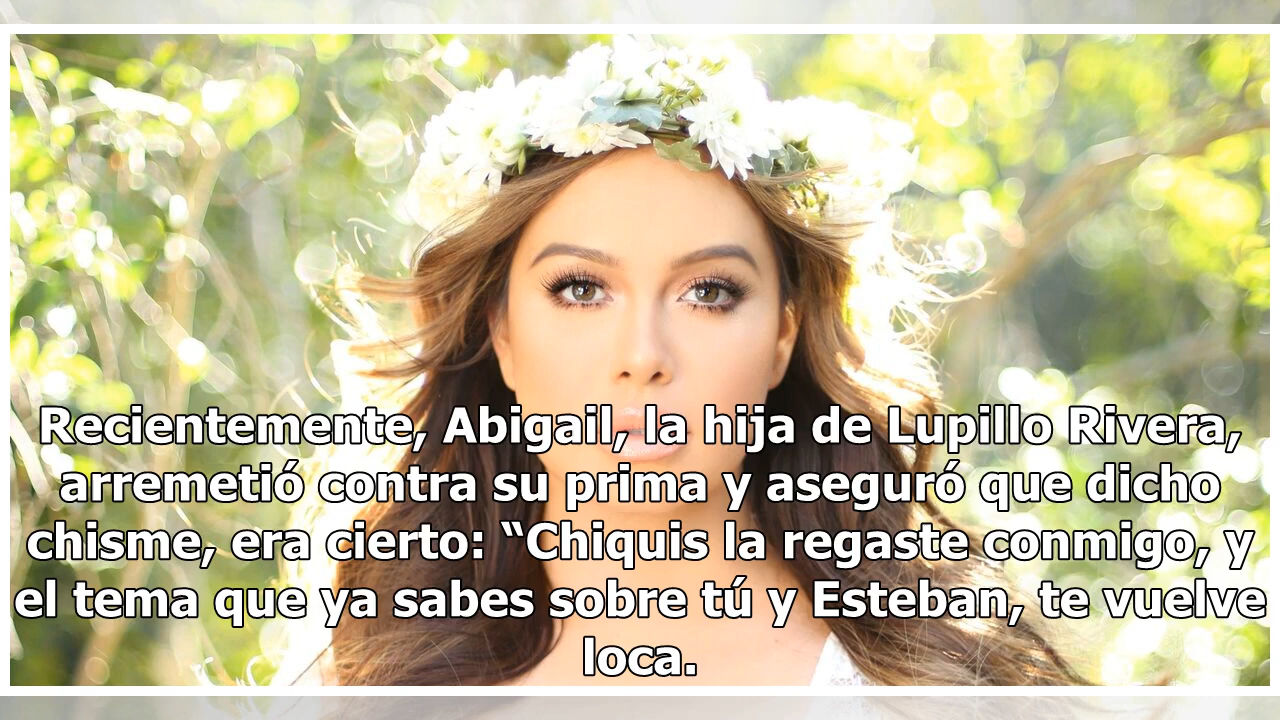 Recientemente, Abigail, la hija de Lupillo Rivera,
arremetió contra su prima y aseguró que dicho
chisme, era cierto: “Chiquis la regaste conmigo, y
el tema que ya sabes sobre tú y Esteban, te vuelve
loca.